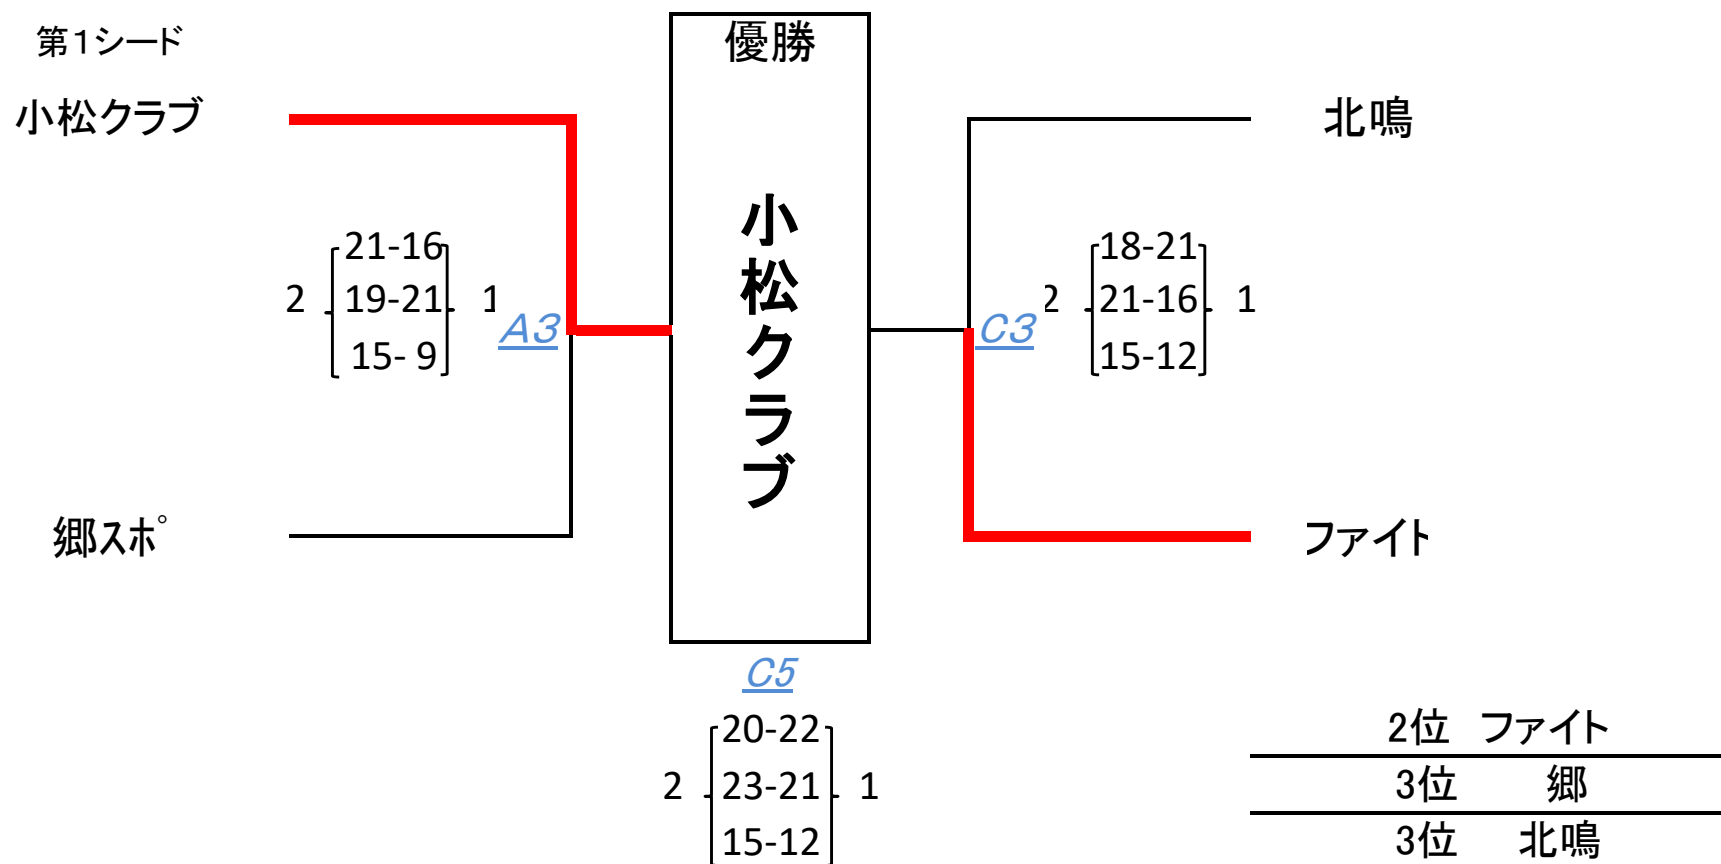 第1シード
優勝
小松クラブ
北鳴
小松クラブ
21-16
2 19-21 1
15- 9
A3
18-21
2 21-16 1
15-12
C3
郷スポ
ファイト
C5
20-22
2 23-21 1
15-12
2位 ファイト
3位 郷
3位 北鳴